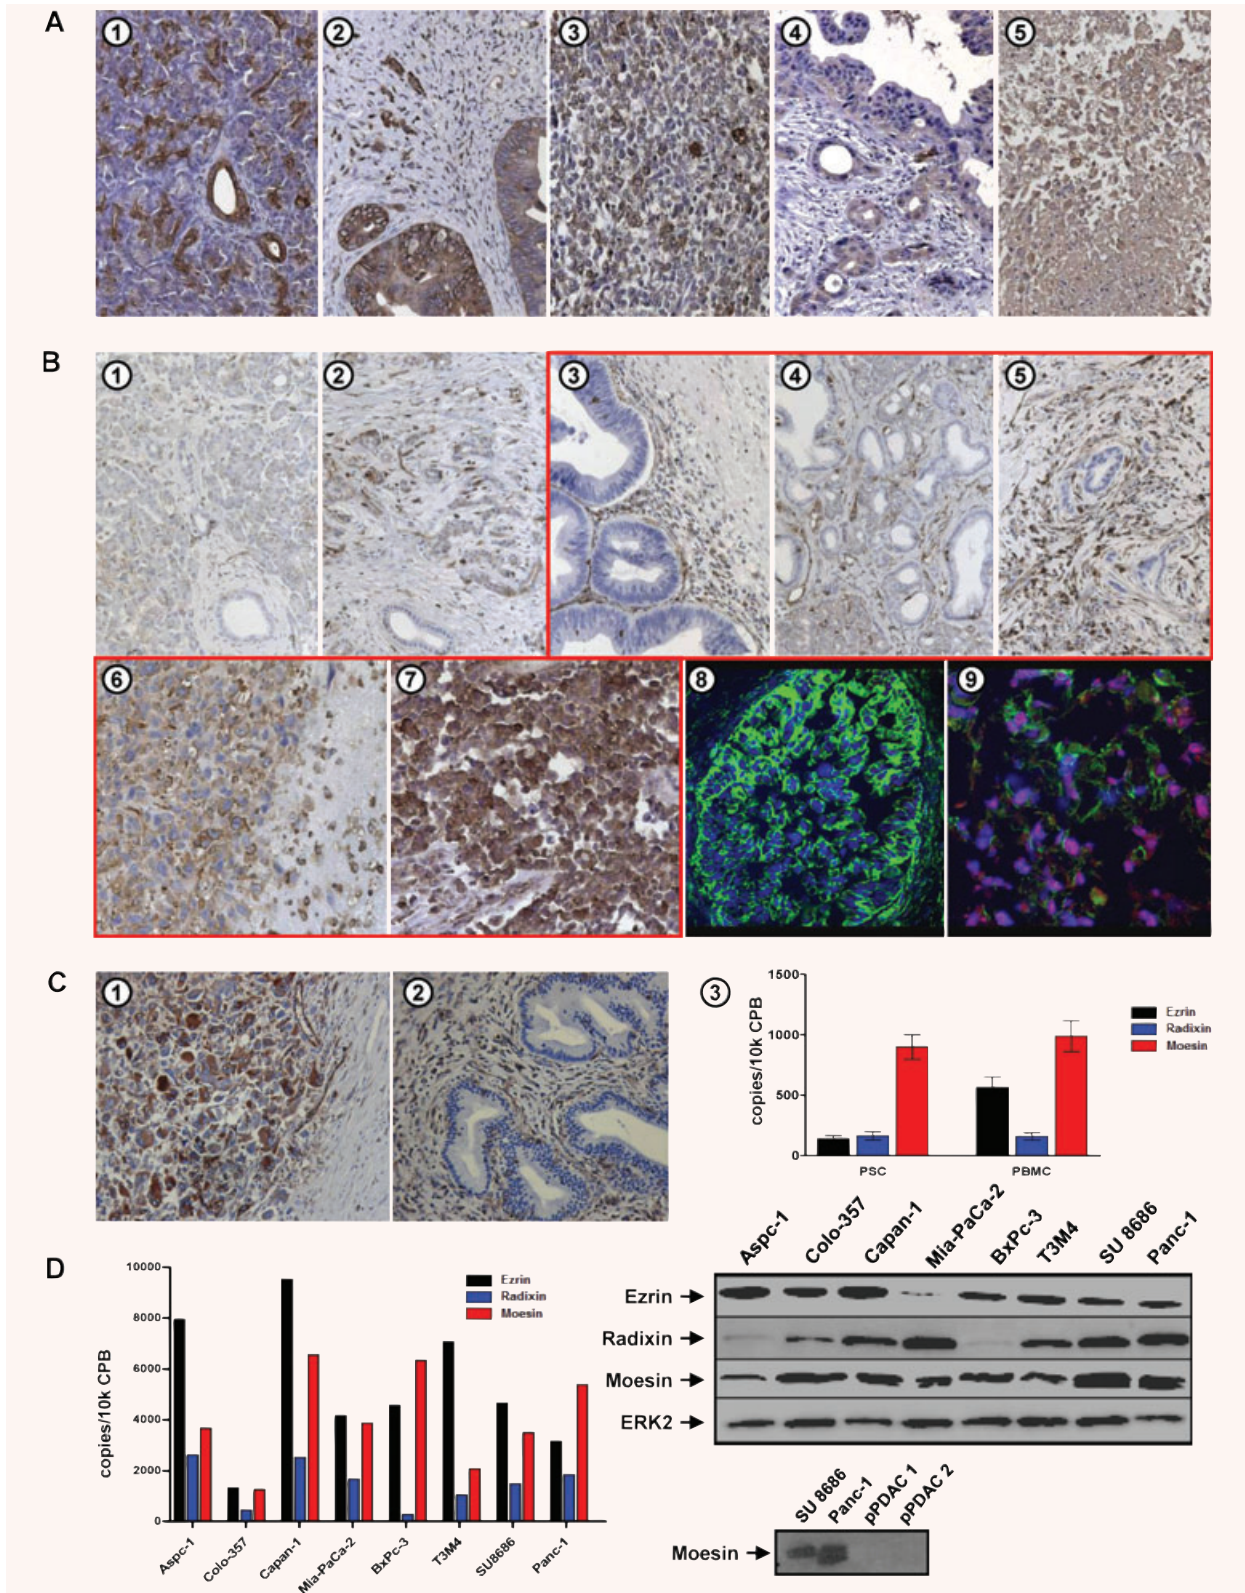 A
1 2 3 4 5
B
1 2 3 4 5
6 7 8 9
C
1 2 3
1500
1000
500
0
copies/10k CPB
PSC PBMC
Ezrin
Radixin
Moesin
D
10000
8000
6000
4000
2000
0
copies/10k CPB
Ezrin
Radixin
Moesin
Aspc-1 Colo-357 Capan-1 Mia-PaCa-2 BxPc-3 T3M4 SU8686 Panc-1
Aspc-1 Colo-357 Capan-1 Mia-PaCa-2 BxPc-3 T3M4 SU 8686 Panc-1
Ezrin
Radixin
Moesin
ERK2
SU 8686 Panc-1 pPDAC 1 pPDAC 2
Moesin